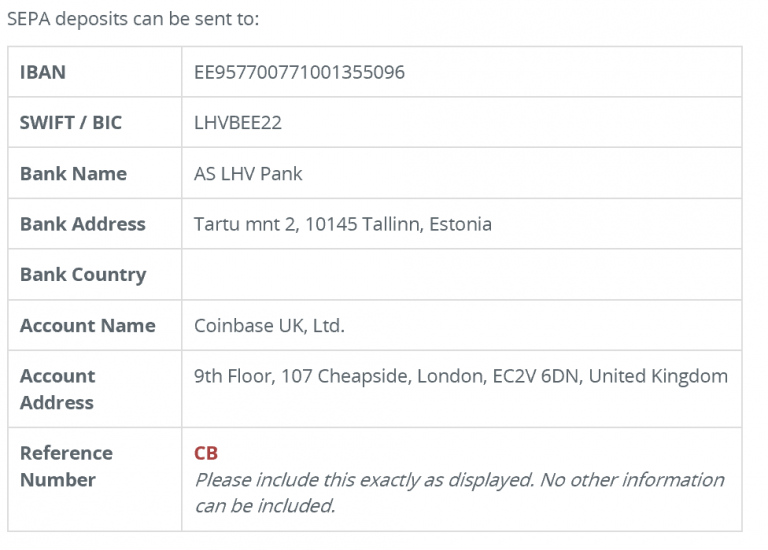 SEPA deposits can be sent to:
IBAN EE957700771001355096
SWIFT / BIC LHVBEE22
Bank Name AS LHV Pank
Bank Address Tartu mnt 2, 10145 Tallinn, Estonia
Bank Country
Account Name Coinbase UK, Ltd.
Account Address 9th Floor, 107 Cheapside, London, EC2V 6DN, United Kingdom
Reference Number CB
Please include this exactly as displayed. No other information
can be included.